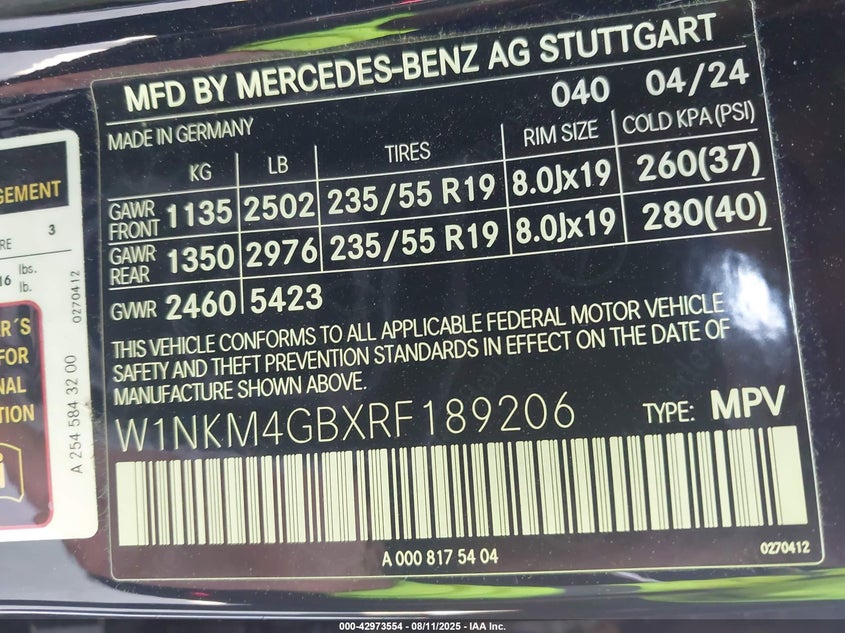 MFD BY MERCEDES-BENZ AG STUTTGART
040 04/24
MADE IN GERMANY
KG LB TIRES RIM SIZE COLD KPA(PSI)
GAWR FRONT 1135 2502 235/55 R19 8.0Jx19 260(37)
GAWR REAR 1350 2976 235/55 R19 8.0Jx19 280(40)
GVWR 2460 5423
THIS VEHICLE CONFORMS TO ALL APPLICABLE FEDERAL MOTOR VEHICLE
SAFETY AND THEFT PREVENTION STANDARDS IN EFFECT ON THE DATE OF
MANUFACTURE SHOWN ABOVE.
W1NKM4GBXRF189206 TYPE: MPV
A 000 817 54 04 0270412
GEMENT
RE 3
16 lbs.
lb.
R´S
FOR
NAL
TION
i
A 254 584 32 00 0270412
000-42973554 - 08/11/2025 - IAA Inc.